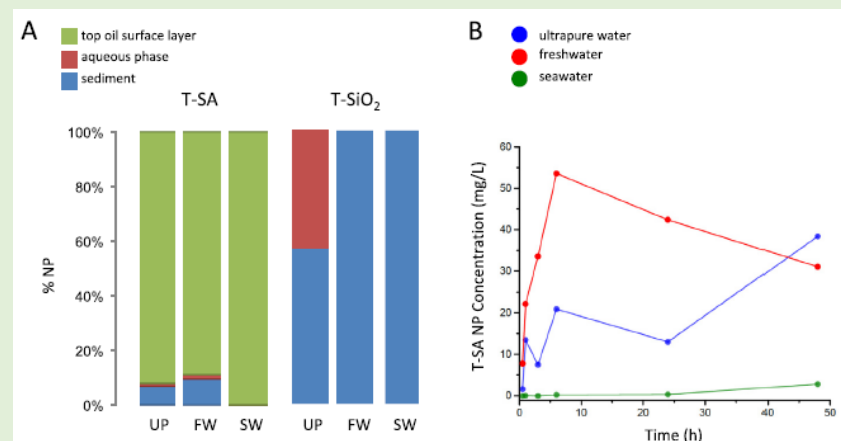 A
top oil surface layer
aqueous phase
sediment
T-SA
T-SiO₂
100%
80%
60%
40%
20%
0%
% NP
UP
FW
SW
UP
FW
SW
B
ultrapure water
freshwater
seawater
60
50
40
30
20
10
0
T-SA NP Concentration (mg/L)
0
10
20
30
40
50
Time (h)